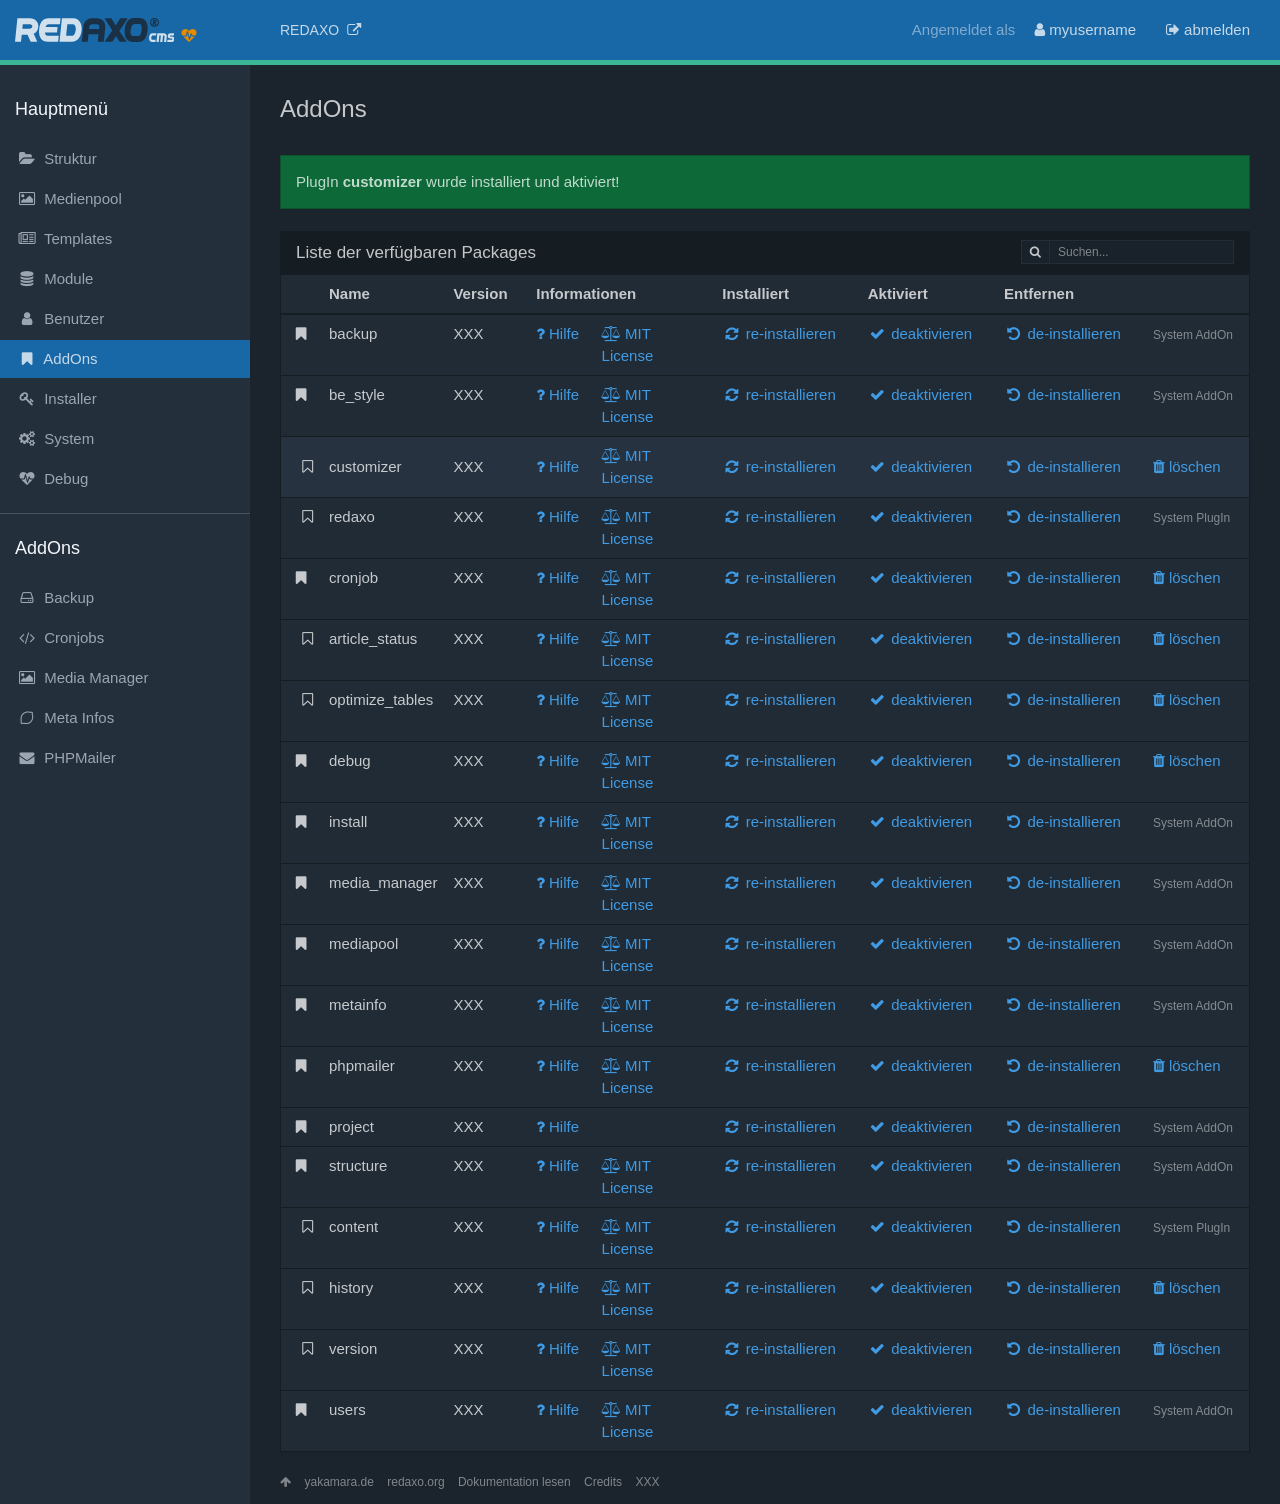 REDAXO® cms REDAXO Angemeldet als myusername abmelden
Hauptmenü
Struktur
Medienpool
Templates
Module
Benutzer
AddOns
Installer
System
Debug
AddOns
Backup
Cronjobs
Media Manager
Meta Infos
PHPMailer
AddOns
PlugIn customizer wurde installiert und aktiviert!
Liste der verfügbaren Packages Suchen...
Name Version Informationen Installiert Aktiviert Entfernen
backup XXX ? Hilfe MIT License re-installieren deaktivieren de-installieren System AddOn
be_style XXX ? Hilfe MIT License re-installieren deaktivieren de-installieren System AddOn
customizer XXX ? Hilfe MIT License re-installieren deaktivieren de-installieren löschen
redaxo XXX ? Hilfe MIT License re-installieren deaktivieren de-installieren System PlugIn
cronjob XXX ? Hilfe MIT License re-installieren deaktivieren de-installieren löschen
article_status XXX ? Hilfe MIT License re-installieren deaktivieren de-installieren löschen
optimize_tables XXX ? Hilfe MIT License re-installieren deaktivieren de-installieren löschen
debug XXX ? Hilfe MIT License re-installieren deaktivieren de-installieren löschen
install XXX ? Hilfe MIT License re-installieren deaktivieren de-installieren System AddOn
media_manager XXX ? Hilfe MIT License re-installieren deaktivieren de-installieren System AddOn
mediapool XXX ? Hilfe MIT License re-installieren deaktivieren de-installieren System AddOn
metainfo XXX ? Hilfe MIT License re-installieren deaktivieren de-installieren System AddOn
phpmailer XXX ? Hilfe MIT License re-installieren deaktivieren de-installieren löschen
project XXX ? Hilfe re-installieren deaktivieren de-installieren System AddOn
structure XXX ? Hilfe MIT License re-installieren deaktivieren de-installieren System AddOn
content XXX ? Hilfe MIT License re-installieren deaktivieren de-installieren System PlugIn
history XXX ? Hilfe MIT License re-installieren deaktivieren de-installieren löschen
version XXX ? Hilfe MIT License re-installieren deaktivieren de-installieren löschen
users XXX ? Hilfe MIT License re-installieren deaktivieren de-installieren System AddOn
yakamara.de redaxo.org Dokumentation lesen Credits XXX